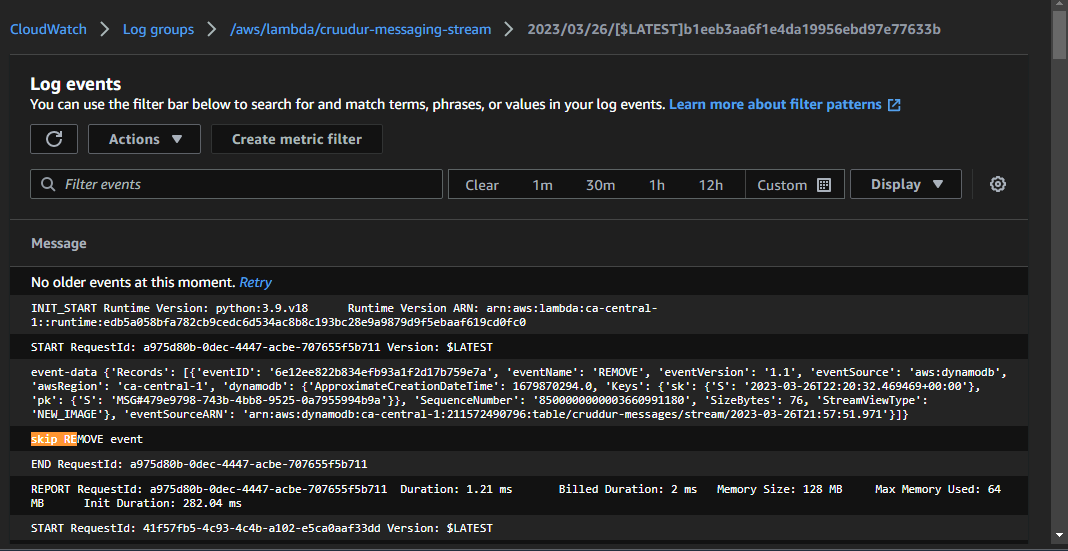 CloudWatch > Log groups > /aws/lambda/cruudur-messaging-stream > 2023/03/26/[$LATEST]b1eeb3aa6f1e4da19956ebd97e77633b
Log events
You can use the filter bar below to search for and match terms, phrases, or values in your log events. Learn more about filter patterns
Actions Create metric filter
Filter events Clear 1m 30m 1h 12h Custom Display
Message
No older events at this moment. Retry
INIT_START Runtime Version: python:3.9.v18 Runtime Version ARN: arn:aws:lambda:ca-central-
1::runtime:edb5a058bfa782cb9cedc6d534ac8b8c193bc28e9a9879d9f5ebaaf619cd0fc0
START RequestId: a975d80b-0dec-4447-acbe-707655f5b711 Version: $LATEST
event-data {'Records': [{'eventID': '6e12ee822b834efb93a1f2d17b759e7a', 'eventName': 'REMOVE', 'eventVersion': '1.1', 'eventSource': 'aws:dynamodb',
'awsRegion': 'ca-central-1', 'dynamodb': {'ApproximateCreationDateTime': 1679870294.0, 'Keys': {'sk': {'S': '2023-03-26T22:20:32.469469+00:00'},
'pk': {'S': 'MSG#479e9798-743b-4bb8-9525-0a7955994b9a'}}, 'SequenceNumber': '8500000000003660991180', 'SizeBytes': 76, 'StreamViewType':
'NEW_IMAGE'}, 'eventSourceARN': 'arn:aws:dynamodb:ca-central-1:211572490796:table/cruddur-messages/stream/2023-03-26T21:57:51.971'}]}
skip REMOVE event
END RequestId: a975d80b-0dec-4447-acbe-707655f5b711
REPORT RequestId: a975d80b-0dec-4447-acbe-707655f5b711 Duration: 1.21 ms Billed Duration: 2 ms Memory Size: 128 MB Max Memory Used: 64
MB Init Duration: 282.04 ms
START RequestId: 41f57fb5-4c93-4c4b-a102-e5ca0aaf33dd Version: $LATEST